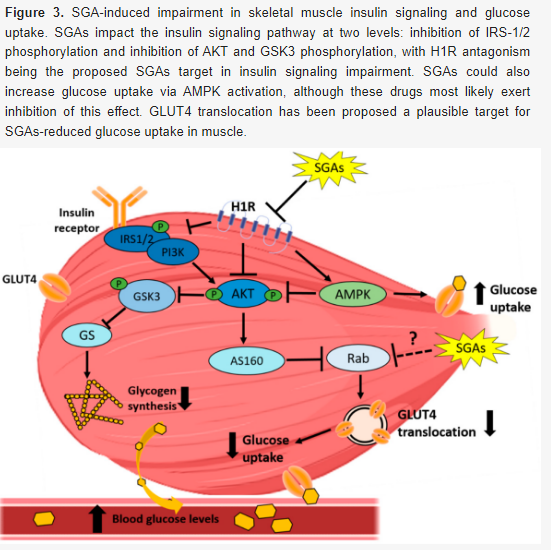 Figure 3. SGA-induced impairment in skeletal muscle insulin signaling and glucose
uptake. SGAs impact the insulin signaling pathway at two levels: inhibition of IRS-1/2
phosphorylation and inhibition of AKT and GSK3 phosphorylation, with H1R antagonism
being the proposed SGAs target in insulin signaling impairment. SGAs could also
increase glucose uptake via AMPK activation, although these drugs most likely exert
inhibition of this effect. GLUT4 translocation has been proposed a plausible target for
SGAs-reduced glucose uptake in muscle.
SGAs
H1R
Insulin
receptor
P
IRS1/2
PI3K
GLUT4
P
GSK3
P
AKT
P
AMPK
Glucose
uptake
GS
?
SGAs
AS160
Rab
Glycogen
synthesis
GLUT4
translocation
Glucose
uptake
Blood glucose levels